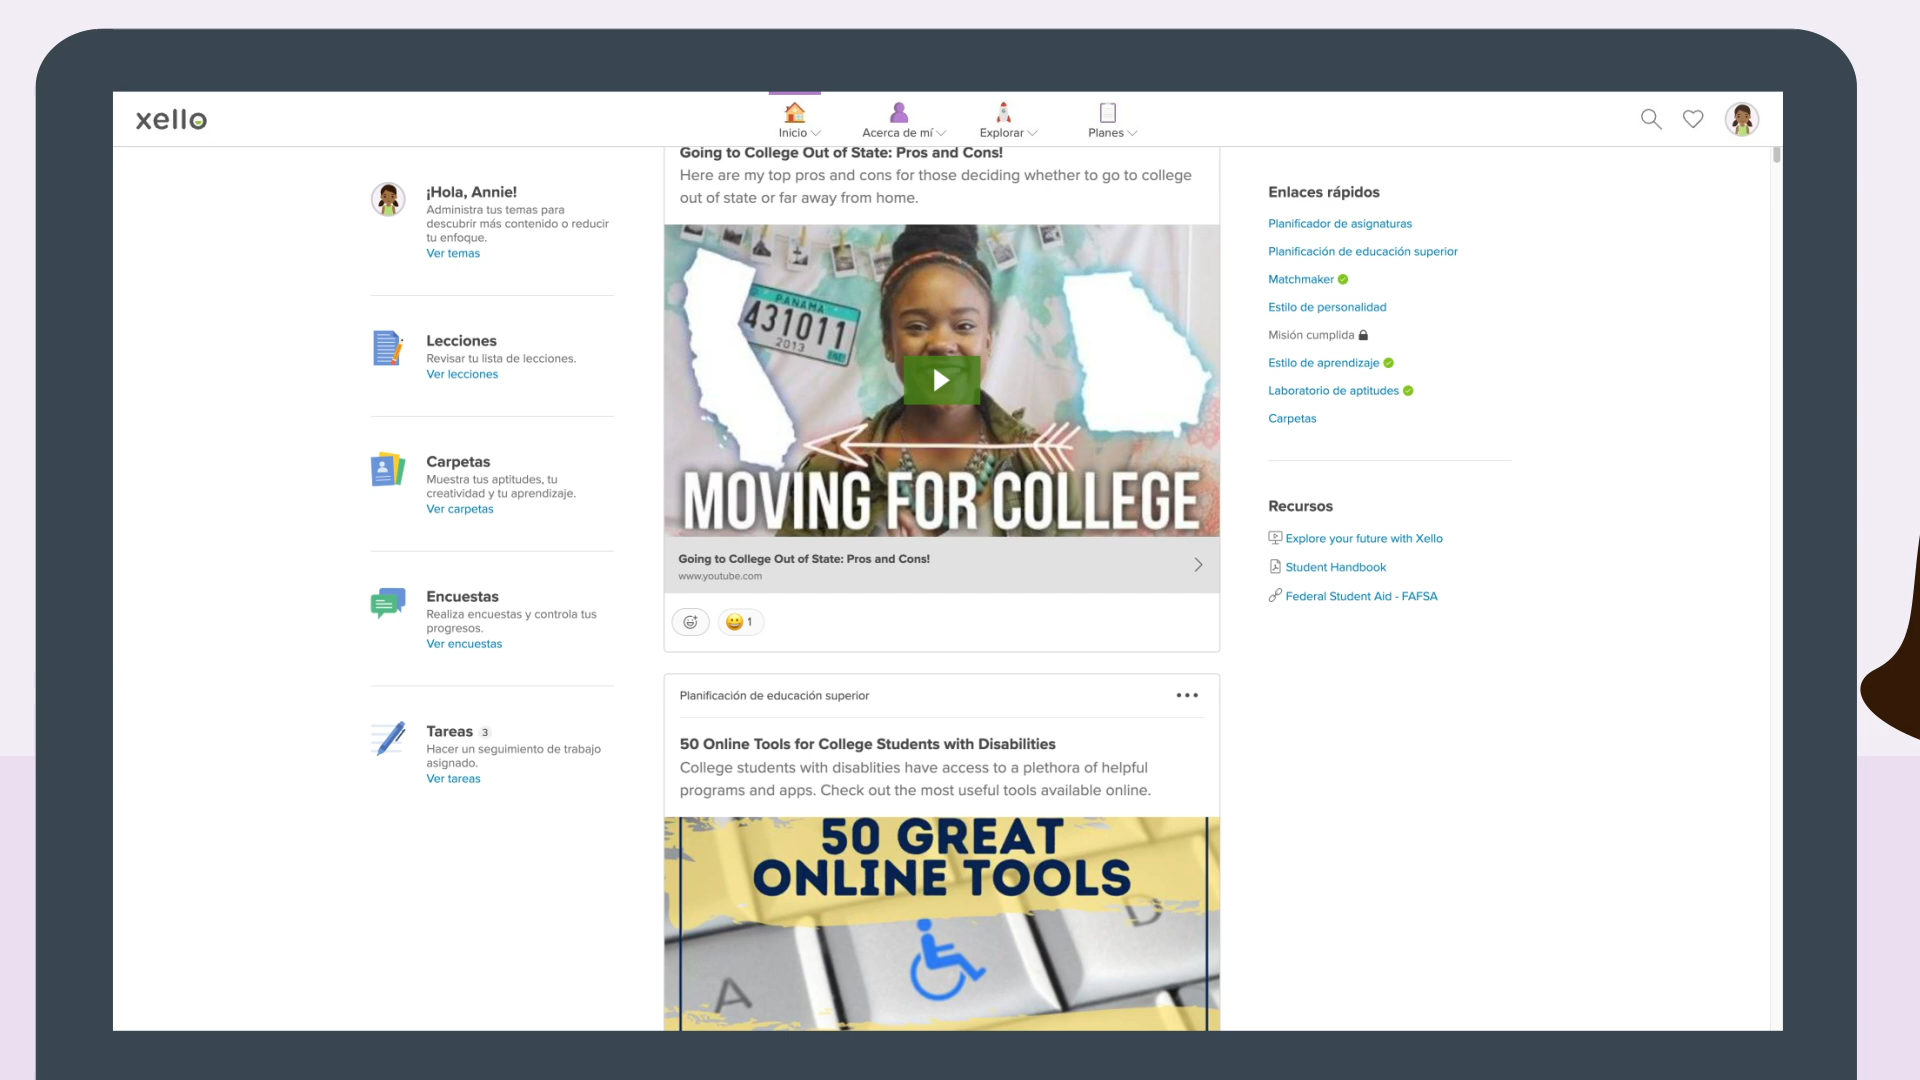 xello
Inicio
Acerca de mí
Explorar
Planes
¡Hola, Annie!
Administra tus temas para
descubrir más contenido o reducir
tu enfoque.
Ver temas
Lecciones
Revisar tu lista de lecciones.
Ver lecciones
Carpetas
Muestra tus aptitudes, tu
creatividad y tu aprendizaje.
Ver carpetas
Encuestas
Realiza encuestas y controla tus
progresos.
Ver encuestas
Tareas 3
Hacer un seguimiento de trabajo
asignado.
Ver tareas
Going to College Out of State: Pros and Cons!
Here are my top pros and cons for those deciding whether to go to college
out of state or far away from home.
PANAMA
431011
2013
MOVING FOR COLLEGE
Going to College Out of State: Pros and Cons!
www.youtube.com
1
Planificación de educación superior
50 Online Tools for College Students with Disabilities
College students with disablities have access to a plethora of helpful
programs and apps. Check out the most useful tools available online.
50 GREAT
ONLINE TOOLS
A
D
Enlaces rápidos
Planificador de asignaturas
Planificación de educación superior
Matchmaker
Estilo de personalidad
Misión cumplida
Estilo de aprendizaje
Laboratorio de aptitudes
Carpetas
Recursos
Explore your future with Xello
Student Handbook
Federal Student Aid - FAFSA